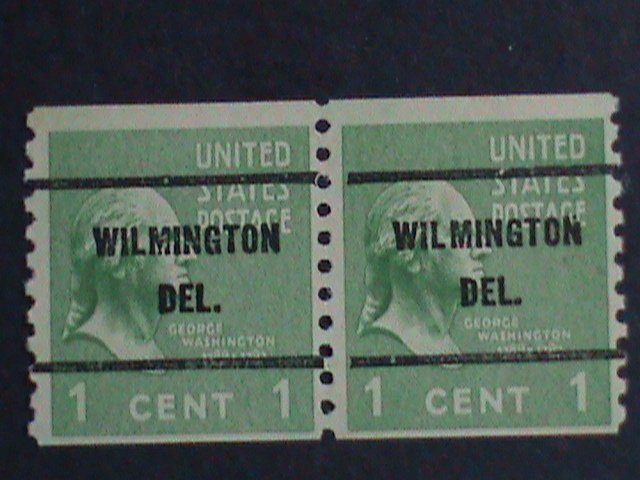 UNITED
STATES
POSTAGE
WILMINGTON
DEL.
GEORGE
WASHINGTON
1 CENT 1
UNITED
STATES
POSTAGE
WILMINGTON
DEL.
GEORGE
WASHINGTON
1 CENT 1